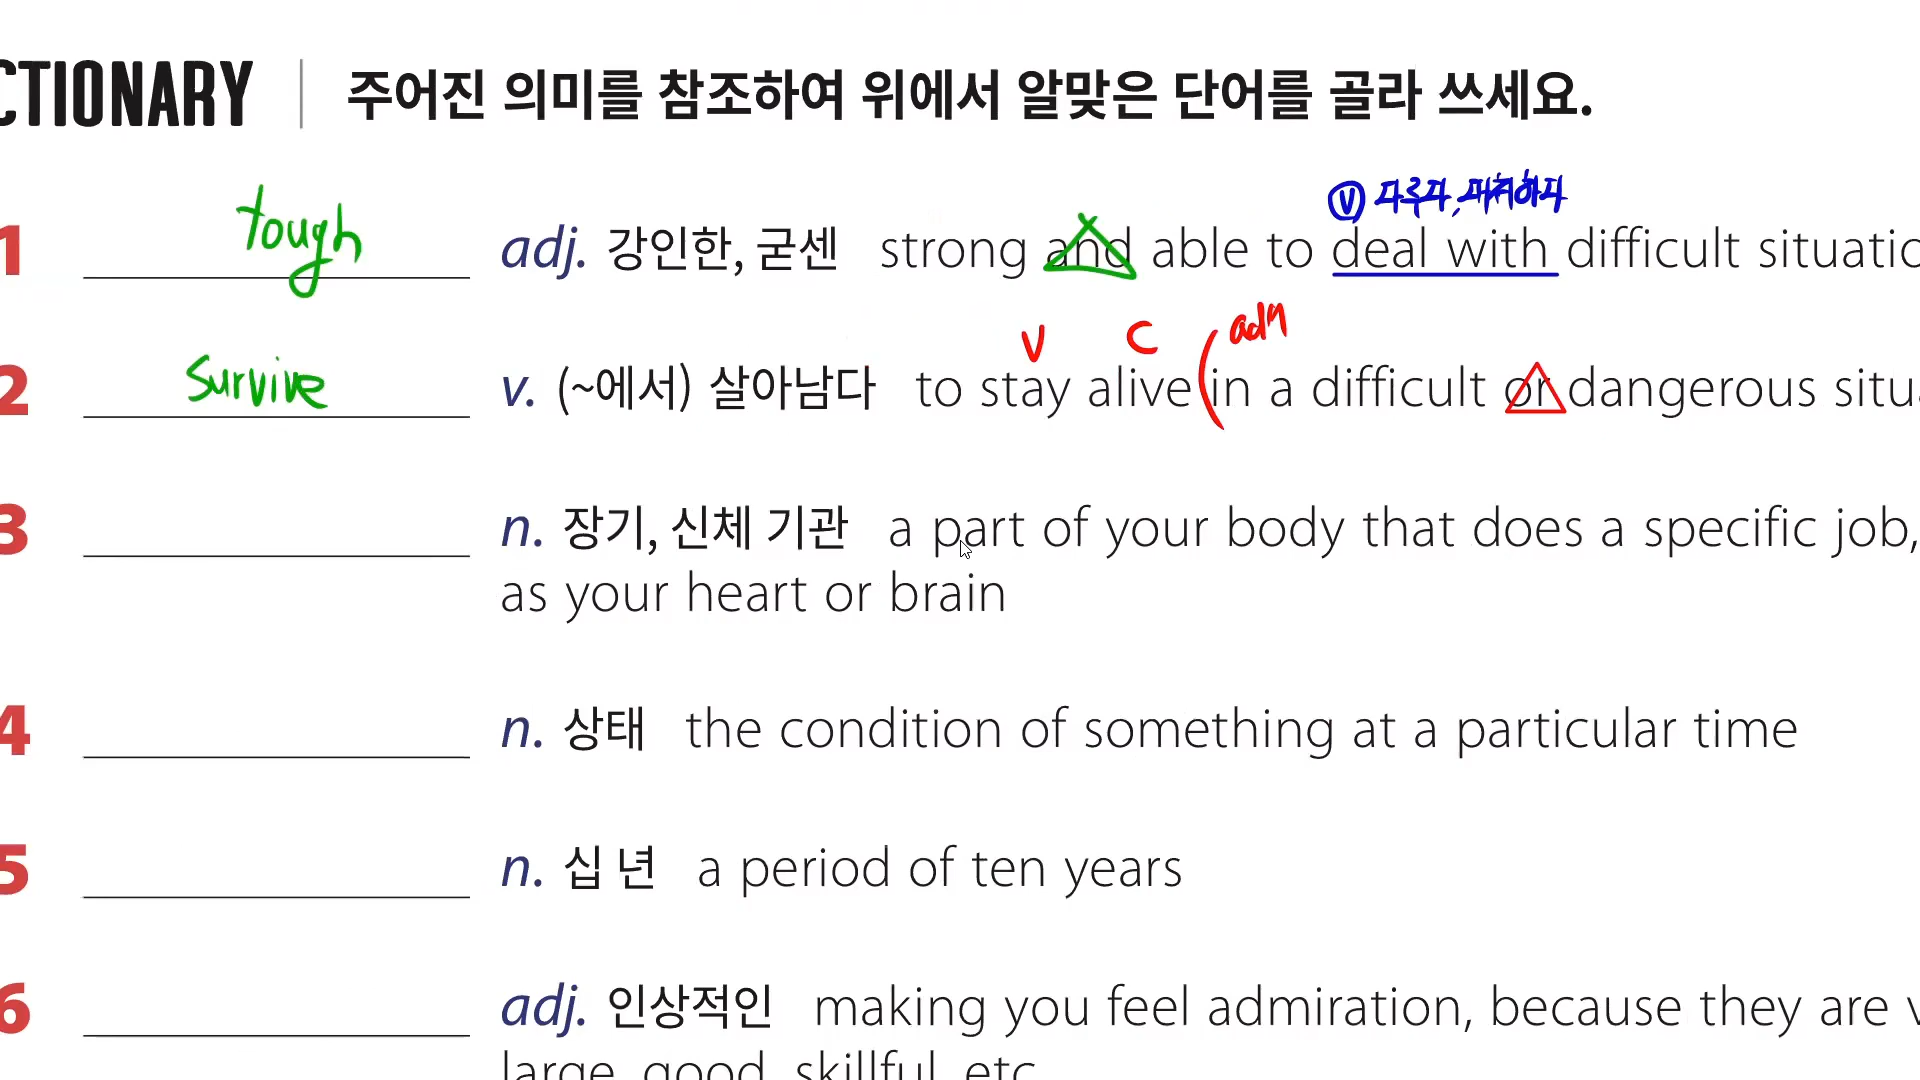 CTIONARY | 주어진 의미를 참조하여 위에서 알맞은 단어를 골라 쓰세요.
ⓥ 다루다, 대처하다
1 tough adj. 강인한, 굳센 strong and able to deal with difficult situatio
V C adv
2 survive v. (~에서) 살아남다 to stay alive in a difficult or dangerous situ
3 n. 장기, 신체 기관 a part of your body that does a specific job,
as your heart or brain
4 n. 상태 the condition of something at a particular time
5 n. 십 년 a period of ten years
6 adj. 인상적인 making you feel admiration, because they are v
large, good, skillful, etc